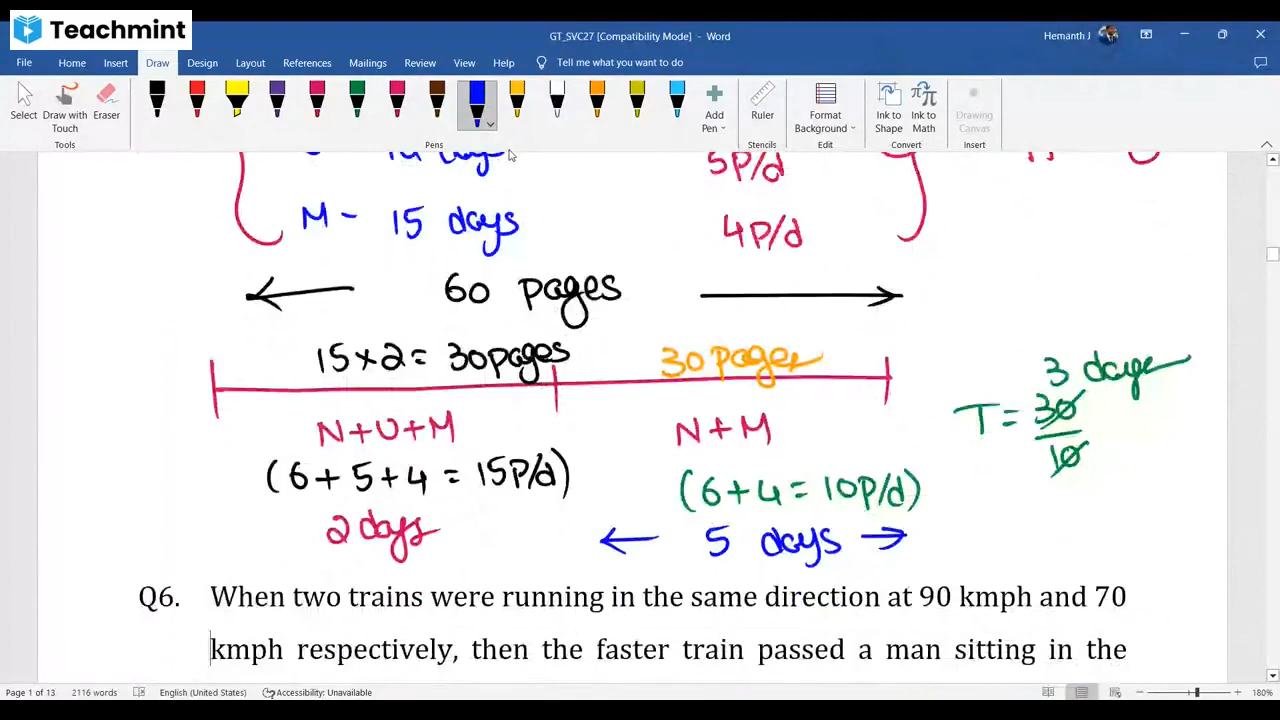 Teachmint
GT_SVC27 [Compatibility Mode] - Word
Hemanth J
File Home Insert Draw Design Layout References Mailings Review View Help Tell me what you want to do
Select
Draw with Touch
Eraser
Add Pen
Ruler
Format Background
Ink to Shape
Ink to Math
Drawing Canvas
Tools Pens Stencils Edit Convert Insert
5P/d
M - 15 days
4P/d
60 pages
15×2 = 30pages
30 pages
3 days
N+U+M
N+M
T = 30/10
(6+5+4 = 15P/d)
(6+4 = 10P/d)
2 days
5 days
Q6. When two trains were running in the same direction at 90 kmph and 70
kmph respectively, then the faster train passed a man sitting in the
Page 1 of 13 2116 words English (United States) Accessibility: Unavailable 180%